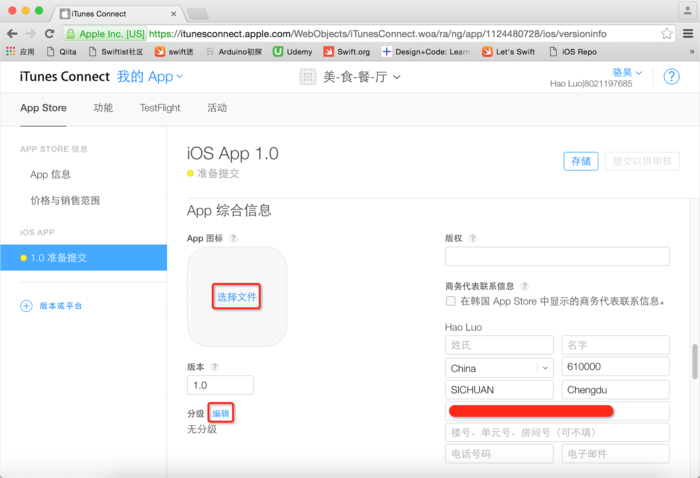 iTunes Connect
Apple Inc. [US] https://itunesconnect.apple.com/WebObjects/iTunesConnect.woa/ra/ng/app/1124480728/ios/versioninfo
应用 Qiita Swiftist社区 swift迷 Arduino初探 Udemy Swift.org Design+Code: Learn Let's Swift iOS Repo
iTunes Connect 我的 App 美-食-餐-厅 骆昊 ?
Hao Luo|8021197685
App Store 功能 TestFlight 活动
APP STORE 信息
App 信息
价格与销售范围
iOS APP
1.0 准备提交
版本或平台
iOS App 1.0
准备提交
存储 提交以供审核
App 综合信息
App 图标 ?
选择文件
版本 ?
1.0
分级 编辑
无分级
版权 ?
商务代表联系信息 ?
在韩国 App Store 中显示的商务代表联系信息。
Hao Luo
姓氏 名字
China 610000
SICHUAN Chengdu
楼号、单元号、房间号（可不填）
电话号码 电子邮件